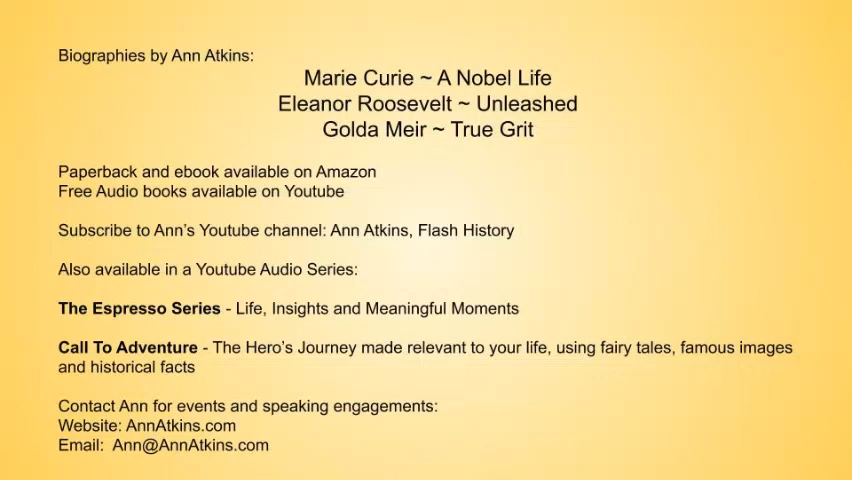 Biographies by Ann Atkins:
Marie Curie ~ A Nobel Life
Eleanor Roosevelt ~ Unleashed
Golda Meir ~ True Grit
Paperback and ebook available on Amazon
Free Audio books available on Youtube
Subscribe to Ann's Youtube channel: Ann Atkins, Flash History
Also available in a Youtube Audio Series:
The Espresso Series - Life, Insights and Meaningful Moments
Call To Adventure - The Hero's Journey made relevant to your life, using fairy tales, famous images
and historical facts
Contact Ann for events and speaking engagements:
Website: AnnAtkins.com
Email:  Ann@AnnAtkins.com